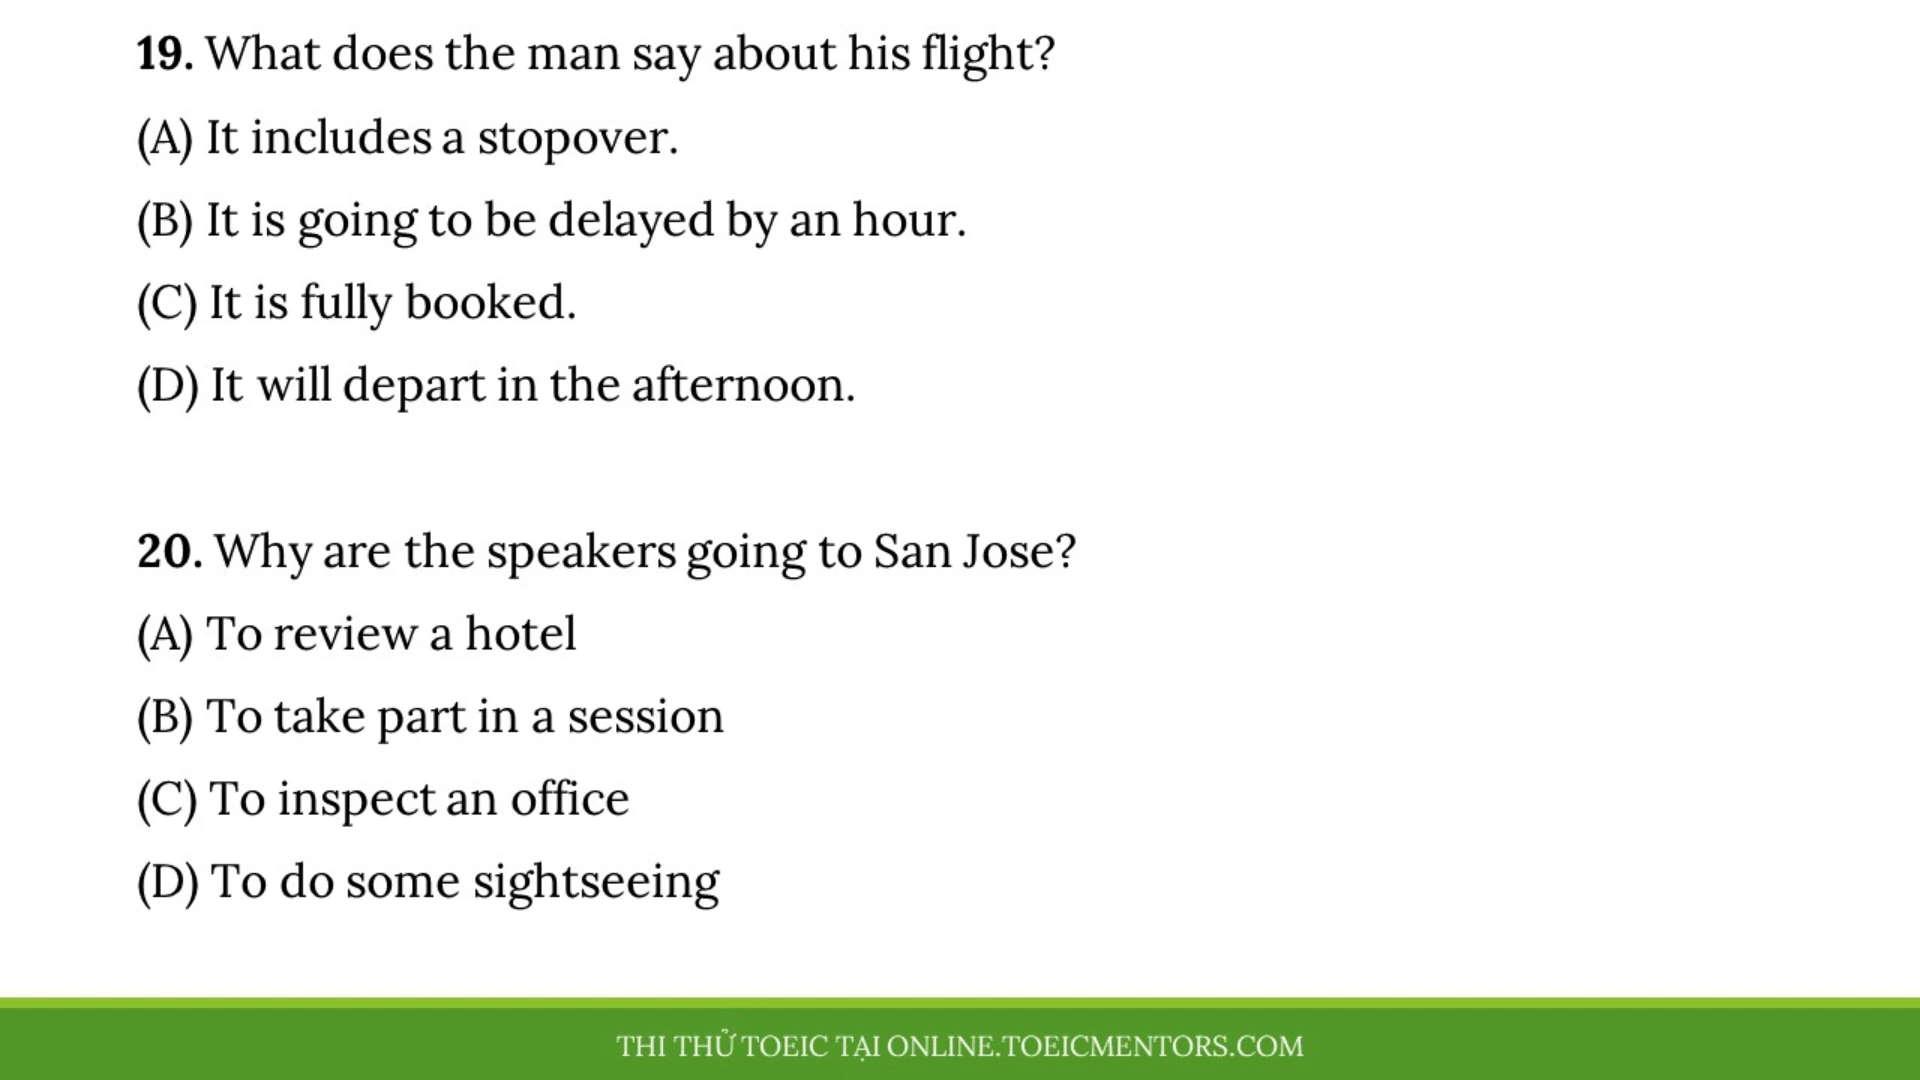 19. What does the man say about his flight?
(A) It includes a stopover.
(B) It is going to be delayed by an hour.
(C) It is fully booked.
(D) It will depart in the afternoon.
20. Why are the speakers going to San Jose?
(A) To review a hotel
(B) To take part in a session
(C) To inspect an office
(D) To do some sightseeing
THI THỬ TOEIC TẠI ONLINE.TOEICMENTORS.COM